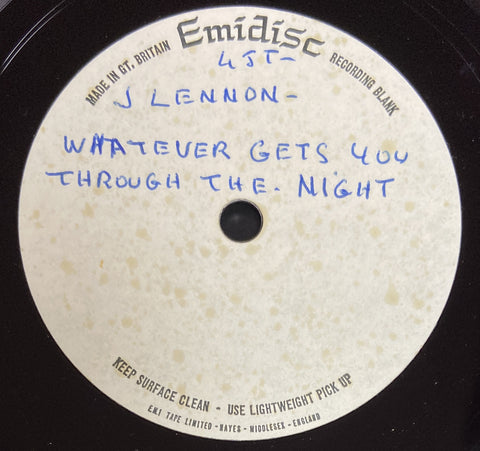 MADE IN GT. BRITAIN
Emidisc
RECORDING BLANK
J LENNON-
WHATEVER GETS YOU
THROUGH THE. NIGHT
KEEP SURFACE CLEAN - USE LIGHTWEIGHT PICK UP
E.M.I TAPE LIMITED - HAYES - MIDDLESEX - ENGLAND